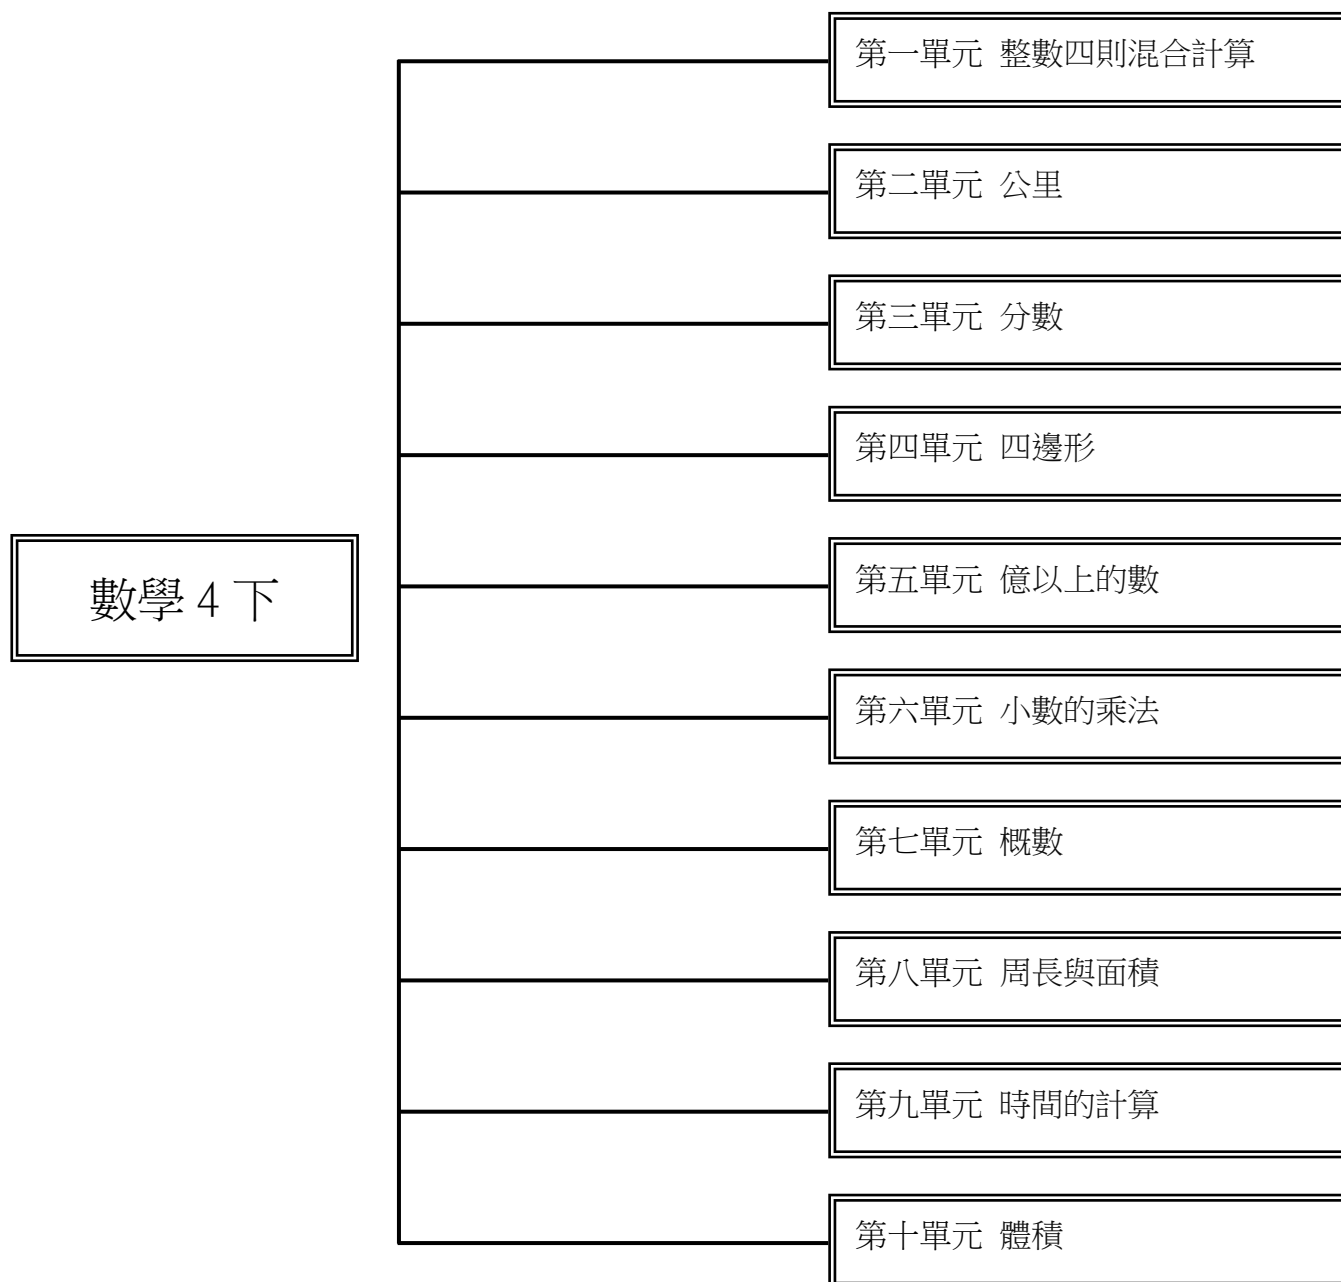 第一單元 整數四則混合計算
第二單元 公里
第三單元 分數
第四單元 四邊形
數學 4 下
第五單元 億以上的數
第六單元 小數的乘法
第七單元 概數
第八單元 周長與面積
第九單元 時間的計算
第十單元 體積